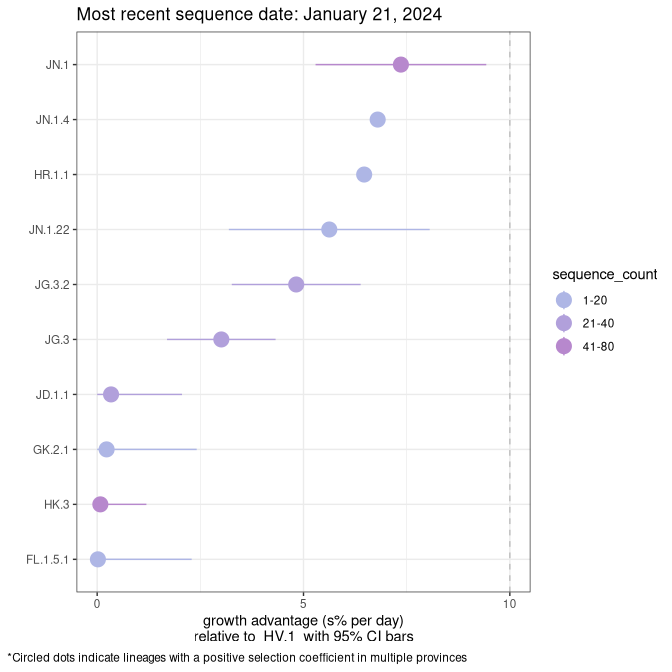 Most recent sequence date: January 21, 2024
JN.1
JN.1.4
HR.1.1
JN.1.22
JG.3.2
JG.3
JD.1.1
GK.2.1
HK.3
FL.1.5.1
0 5 10
growth advantage (s% per day)
relative to HV.1 with 95% CI bars
sequence_count
1-20
21-40
41-80
*Circled dots indicate lineages with a positive selection coefficient in multiple provinces